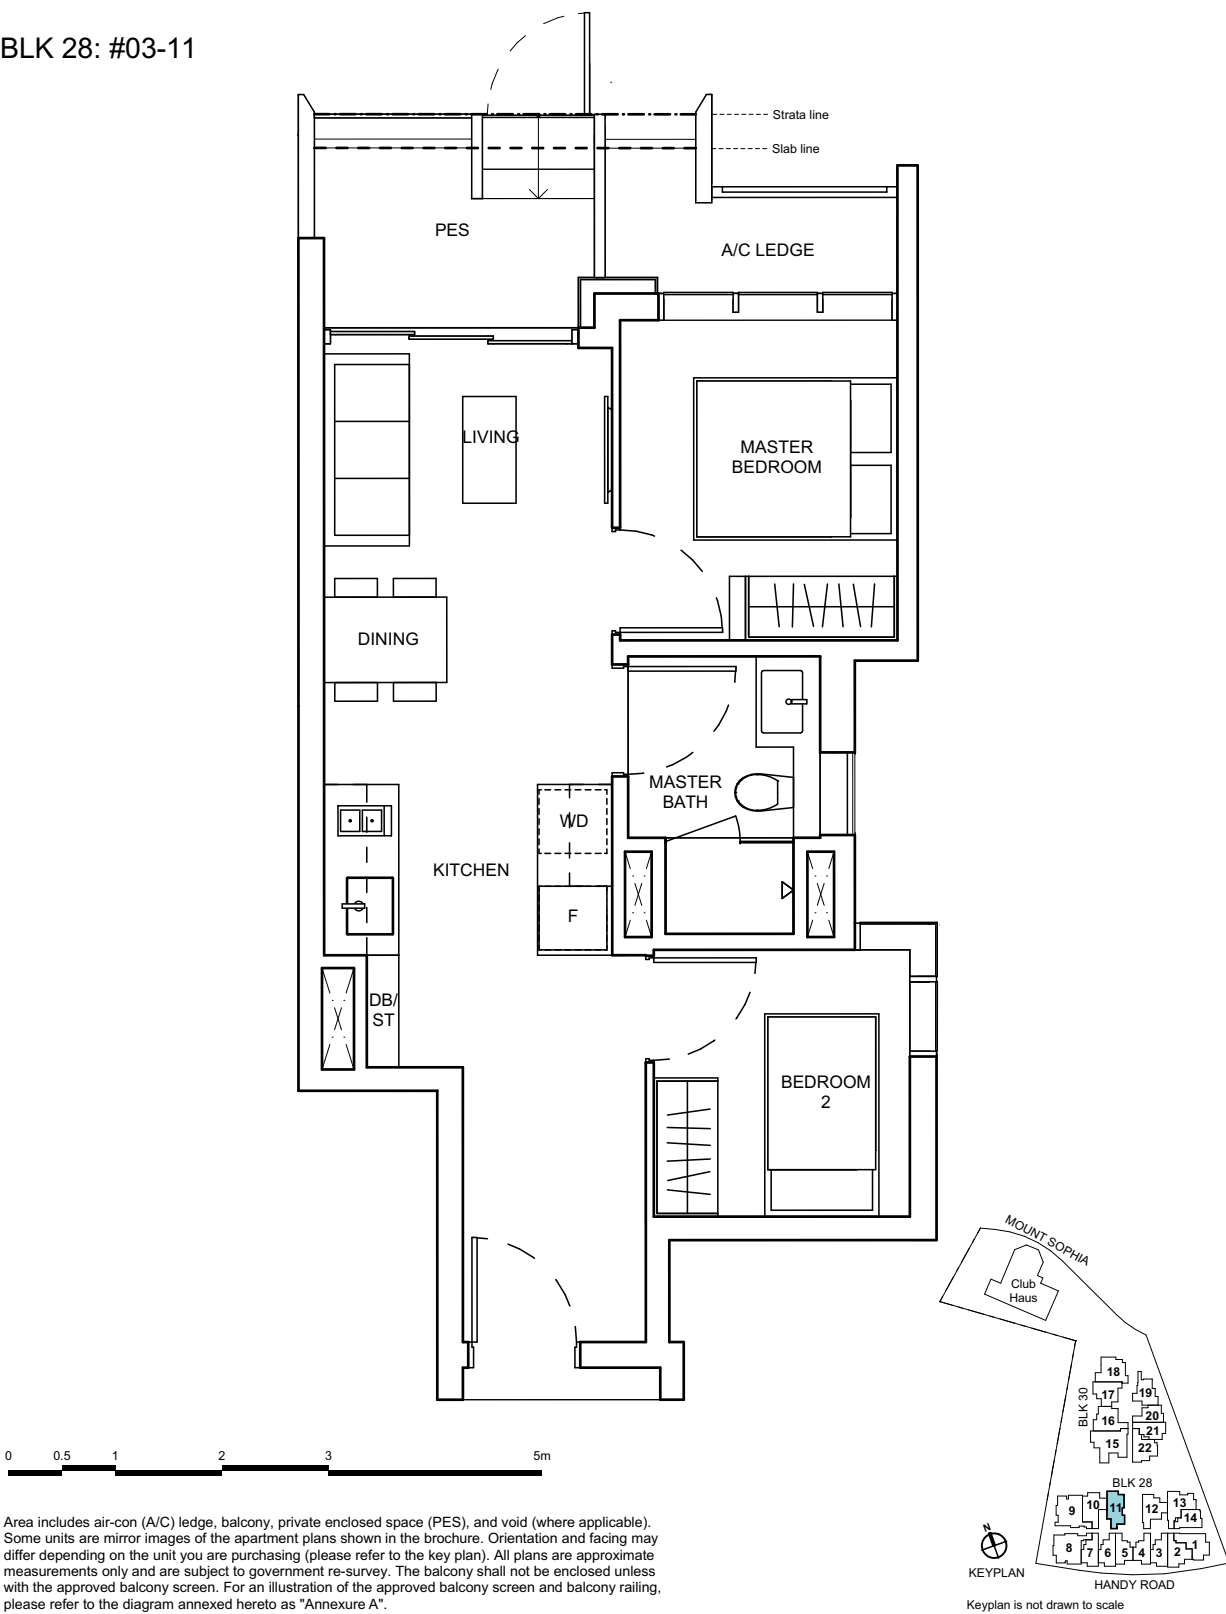 BLK 28: #03-11
Strata line
Slab line
PES
A/C LEDGE
LIVING
MASTER
BEDROOM
DINING
MASTER
BATH
WD
KITCHEN
F
DB/
ST
BEDROOM
2
0 0.5 1 2 3 5m
Area includes air-con (A/C) ledge, balcony, private enclosed space (PES), and void (where applicable).
Some units are mirror images of the apartment plans shown in the brochure. Orientation and facing may
differ depending on the unit you are purchasing (please refer to the key plan). All plans are approximate
measurements only and are subject to government re-survey. The balcony shall not be enclosed unless
with the approved balcony screen. For an illustration of the approved balcony screen and balcony railing,
please refer to the diagram annexed hereto as "Annexure A".
MOUNT SOPHIA
Club
Haus
BLK 30
18
17
19
16
20
21
15
22
BLK 28
9
10
11
12
13
14
8
7
6
5
4
3
2
1
N
KEYPLAN
HANDY ROAD
Keyplan is not drawn to scale